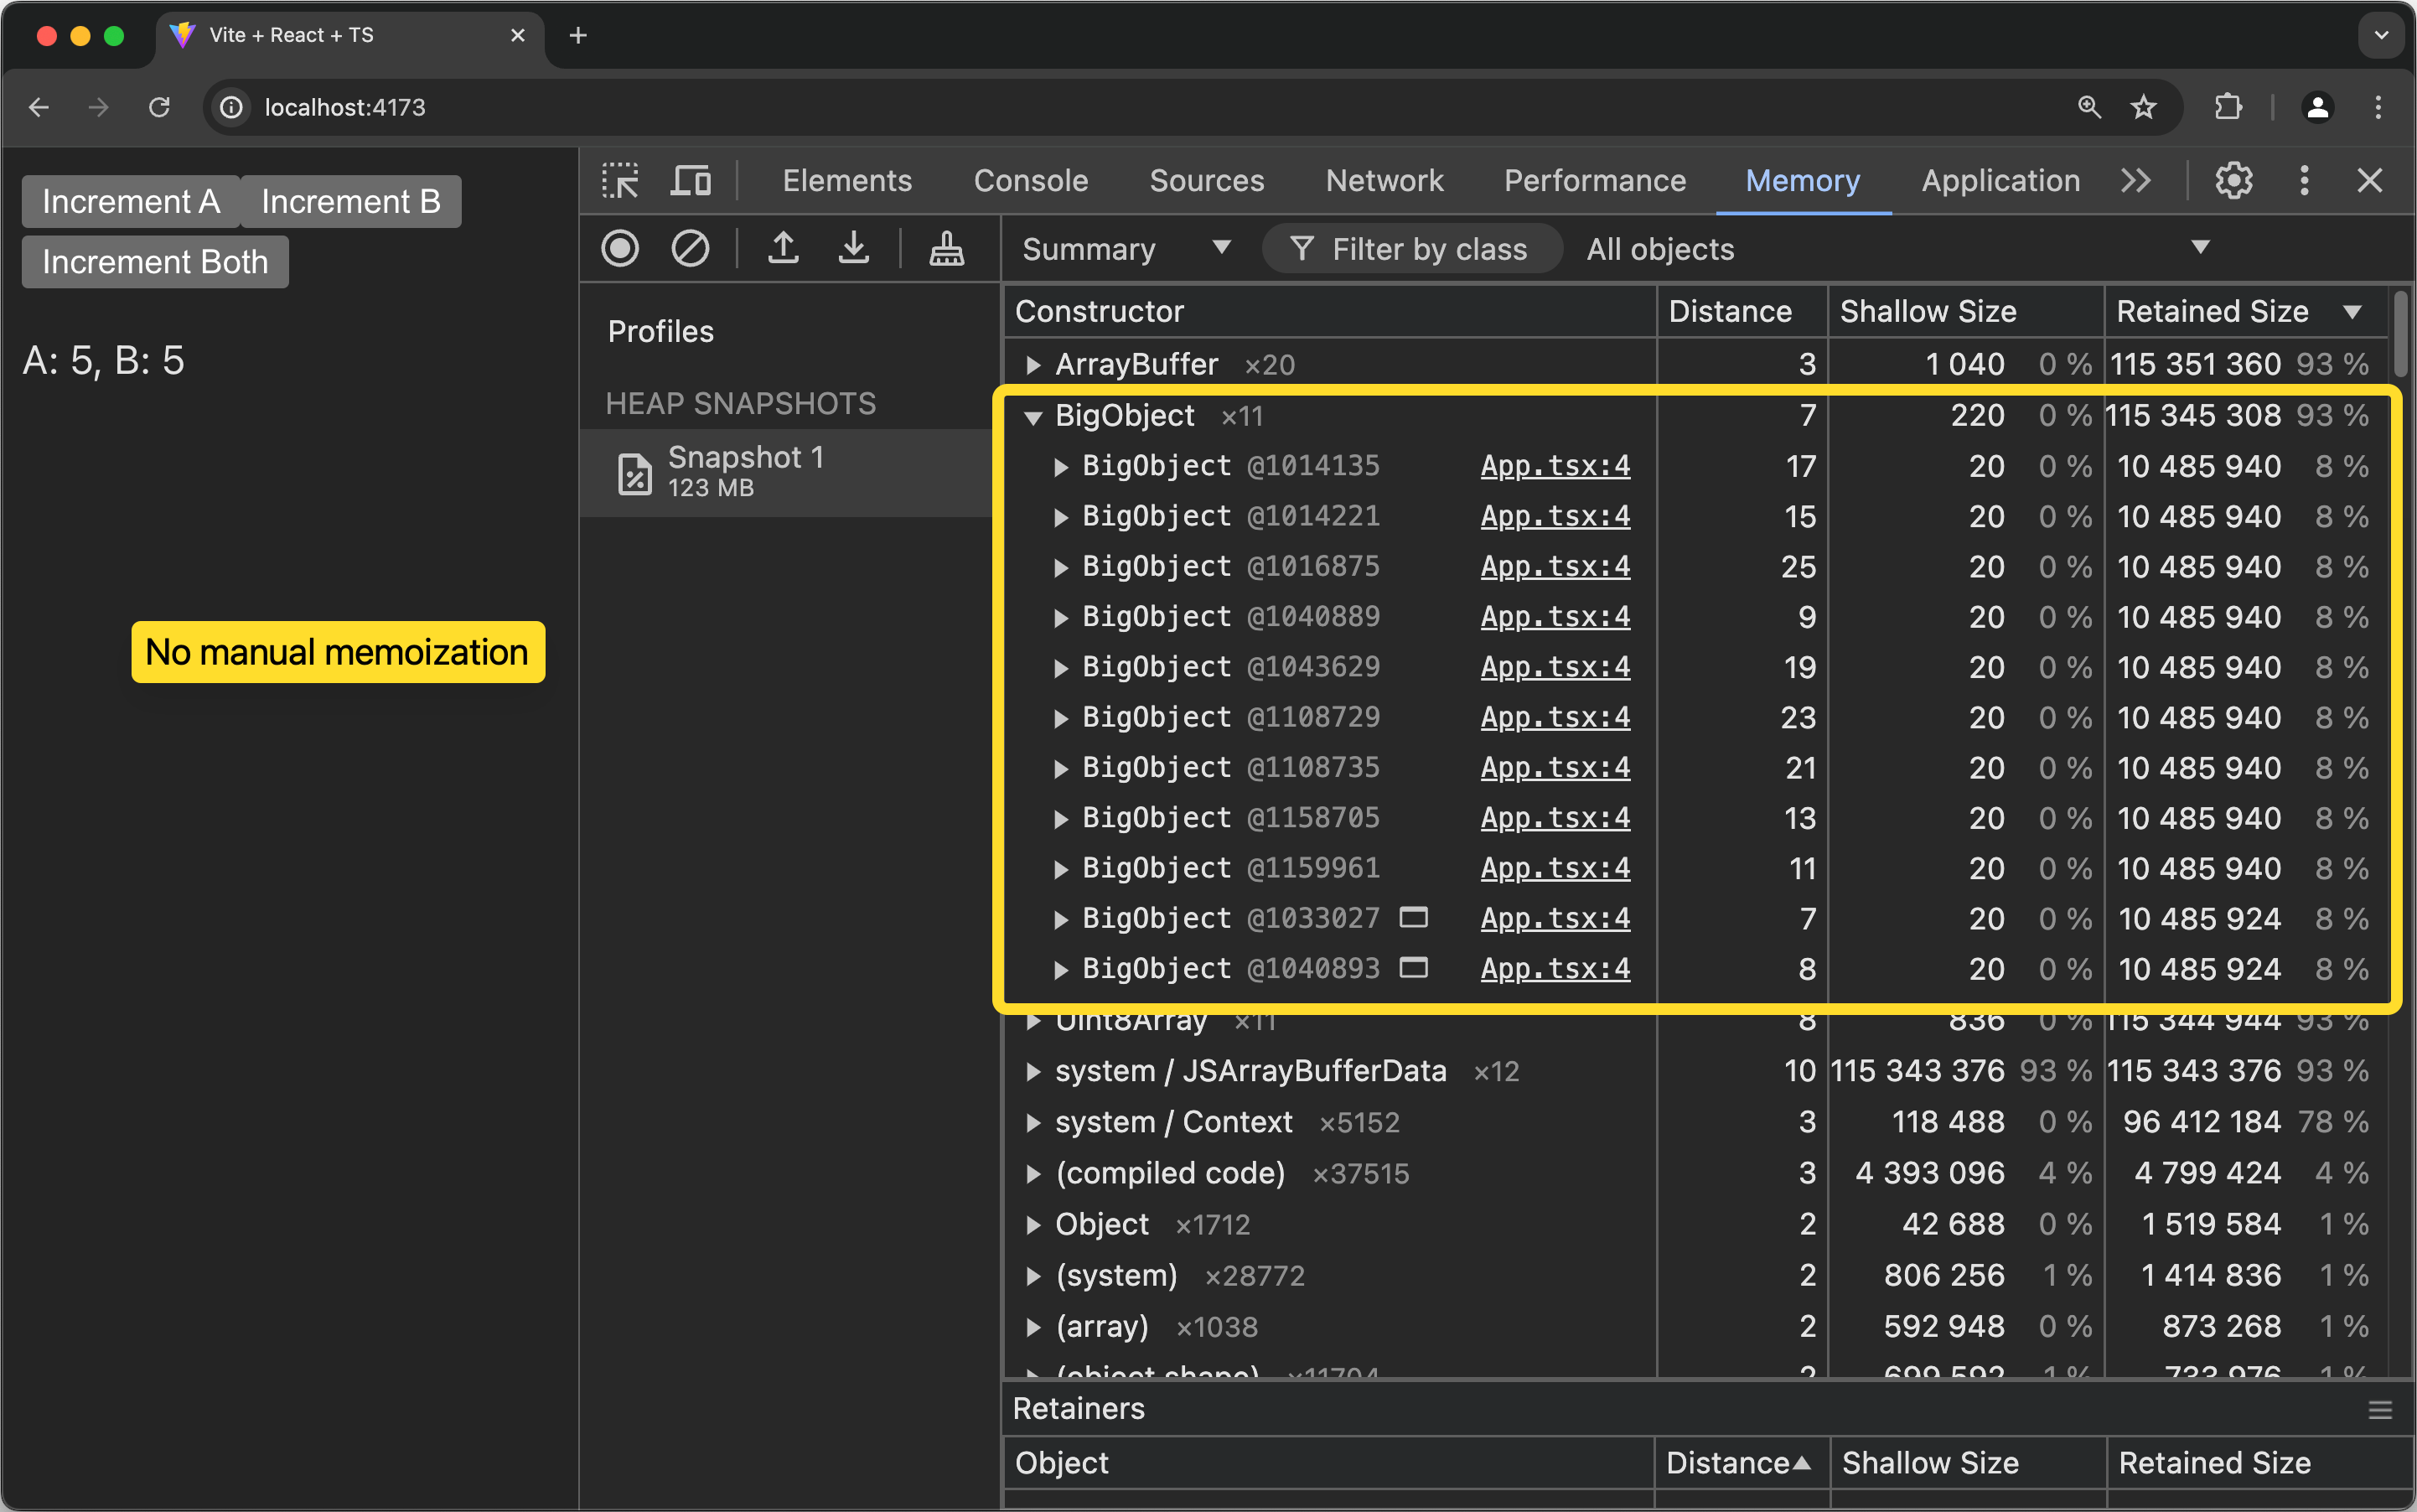 Vite + React + TS
localhost:4173
Increment A Increment B
Increment Both
A: 5, B: 5
No manual memoization
Elements Console Sources Network Performance Memory Application
Summary Filter by class All objects
Profiles
HEAP SNAPSHOTS
Snapshot 1
123 MB
Constructor Distance Shallow Size Retained Size
ArrayBuffer ×20 3 1 040 0 % 115 351 360 93 %
BigObject ×11 7 220 0 % 115 345 308 93 %
BigObject @1014135 App.tsx:4 17 20 0 % 10 485 940 8 %
BigObject @1014221 App.tsx:4 15 20 0 % 10 485 940 8 %
BigObject @1016875 App.tsx:4 25 20 0 % 10 485 940 8 %
BigObject @1040889 App.tsx:4 9 20 0 % 10 485 940 8 %
BigObject @1043629 App.tsx:4 19 20 0 % 10 485 940 8 %
BigObject @1108729 App.tsx:4 23 20 0 % 10 485 940 8 %
BigObject @1108735 App.tsx:4 21 20 0 % 10 485 940 8 %
BigObject @1158705 App.tsx:4 13 20 0 % 10 485 940 8 %
BigObject @1159961 App.tsx:4 11 20 0 % 10 485 940 8 %
BigObject @1033027 App.tsx:4 7 20 0 % 10 485 924 8 %
BigObject @1040893 App.tsx:4 8 20 0 % 10 485 924 8 %
Uint8Array ×11 8 836 0 % 115 344 944 93 %
system / JSArrayBufferData ×12 10 115 343 376 93 % 115 343 376 93 %
system / Context ×5152 3 118 488 0 % 96 412 184 78 %
(compiled code) ×37515 3 4 393 096 4 % 4 799 424 4 %
Object ×1712 2 42 688 0 % 1 519 584 1 %
(system) ×28772 2 806 256 1 % 1 414 836 1 %
(array) ×1038 2 592 948 0 % 873 268 1 %
(object shape) ×11704 2 699 592 1 % 733 976 1 %
Retainers
Object Distance Shallow Size Retained Size